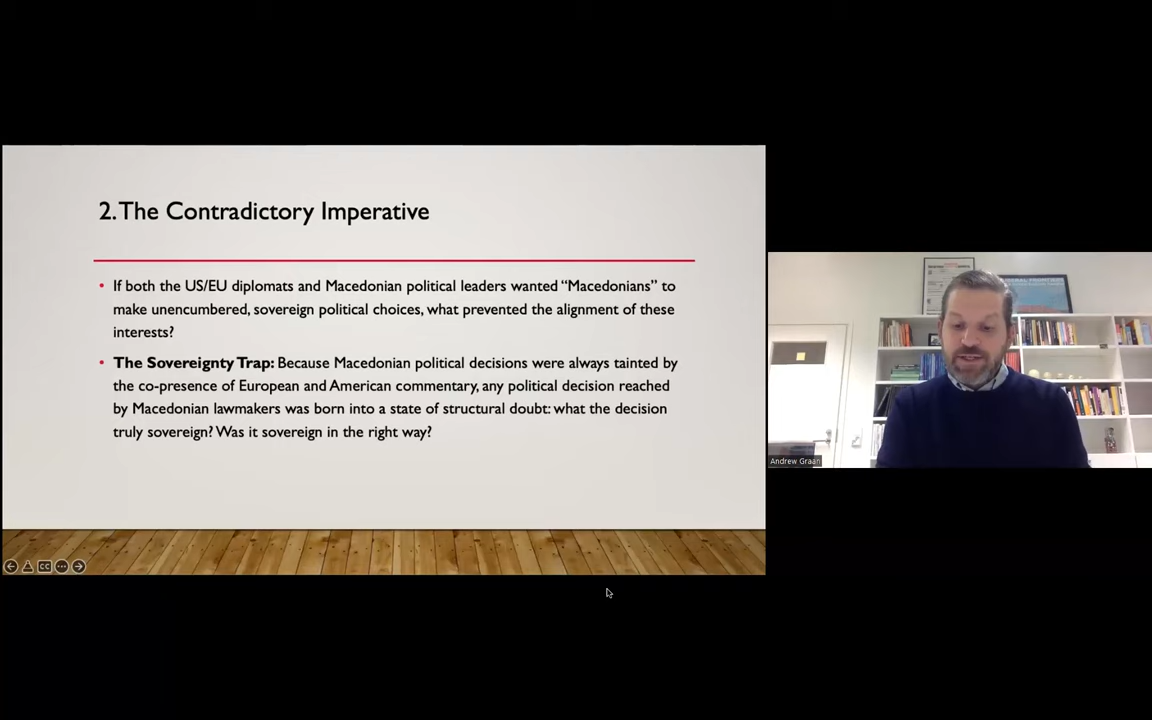 2. The Contradictory Imperative
• If both the US/EU diplomats and Macedonian political leaders wanted “Macedonians” to
make unencumbered, sovereign political choices, what prevented the alignment of these
interests?
• The Sovereignty Trap: Because Macedonian political decisions were always tainted by
the co-presence of European and American commentary, any political decision reached
by Macedonian lawmakers was born into a state of structural doubt: what the decision
truly sovereign? Was it sovereign in the right way?
CC
Andrew Graan